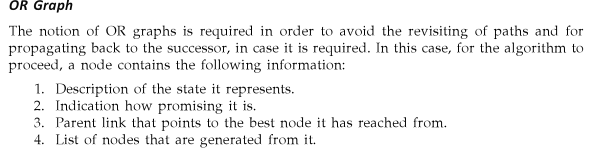 OR Graph
The notion of OR graphs is required in order to avoid the revisiting of paths and for
propagating back to the successor, in case it is required. In this case, for the algorithm to
proceed, a node contains the following information:
1. Description of the state it represents.
2. Indication how promising it is.
3. Parent link that points to the best node it has reached from.
4. List of nodes that are generated from it.